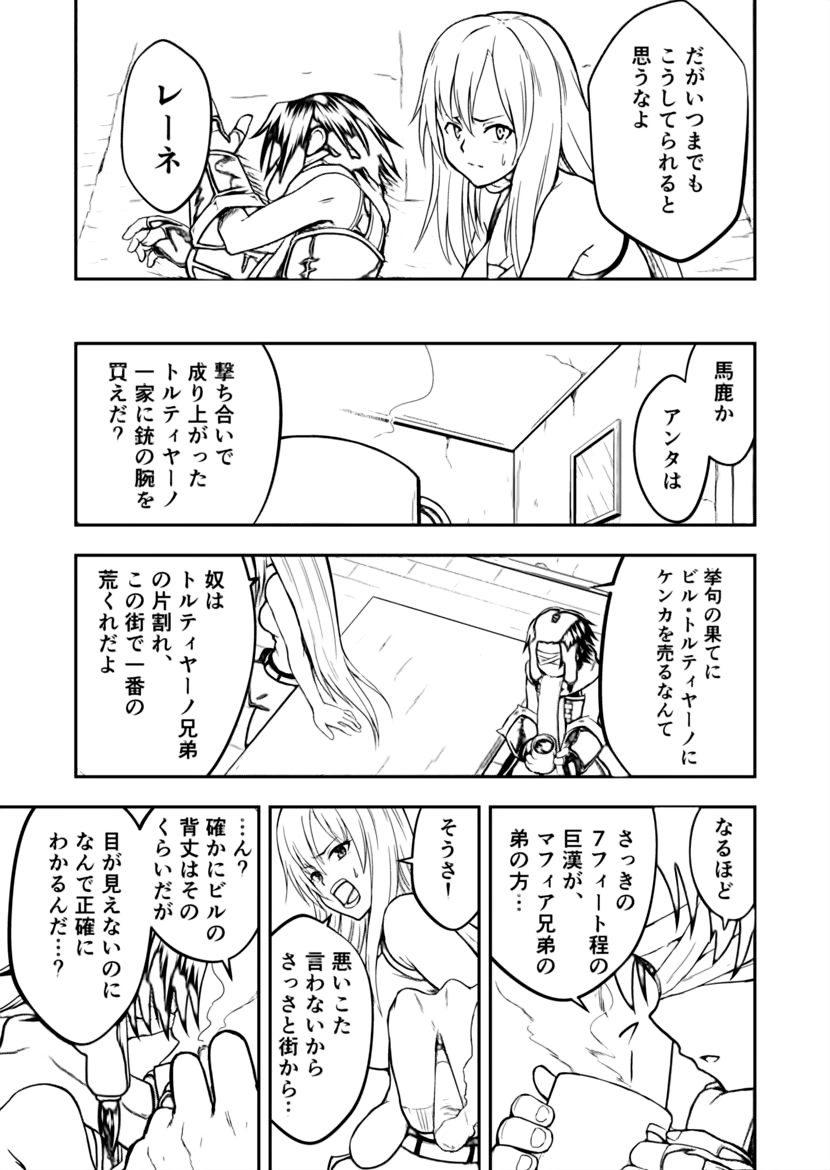 だがいつまでも
こうしてられると
思うなよ
レーネ
馬鹿か
アンタは
撃ち合いで
成り上がった
トルティヤーノ
一家に銃の腕を
買えだ？
挙句の果てに
ビル・トルティヤーノに
ケンカを売るなんて
奴は
トルティヤーノ兄弟
の片割れ、
この街で一番の
荒くれだよ
なるほど
さっきの
7フィート程の
巨漢が、
マフィア兄弟の
弟の方…
そうさ！
悪いこた
言わないから
さっさと街から…
…ん？
確かにビルの
背丈はその
くらいだが
目が見えないのに
なんで正確に
わかるんだ…？